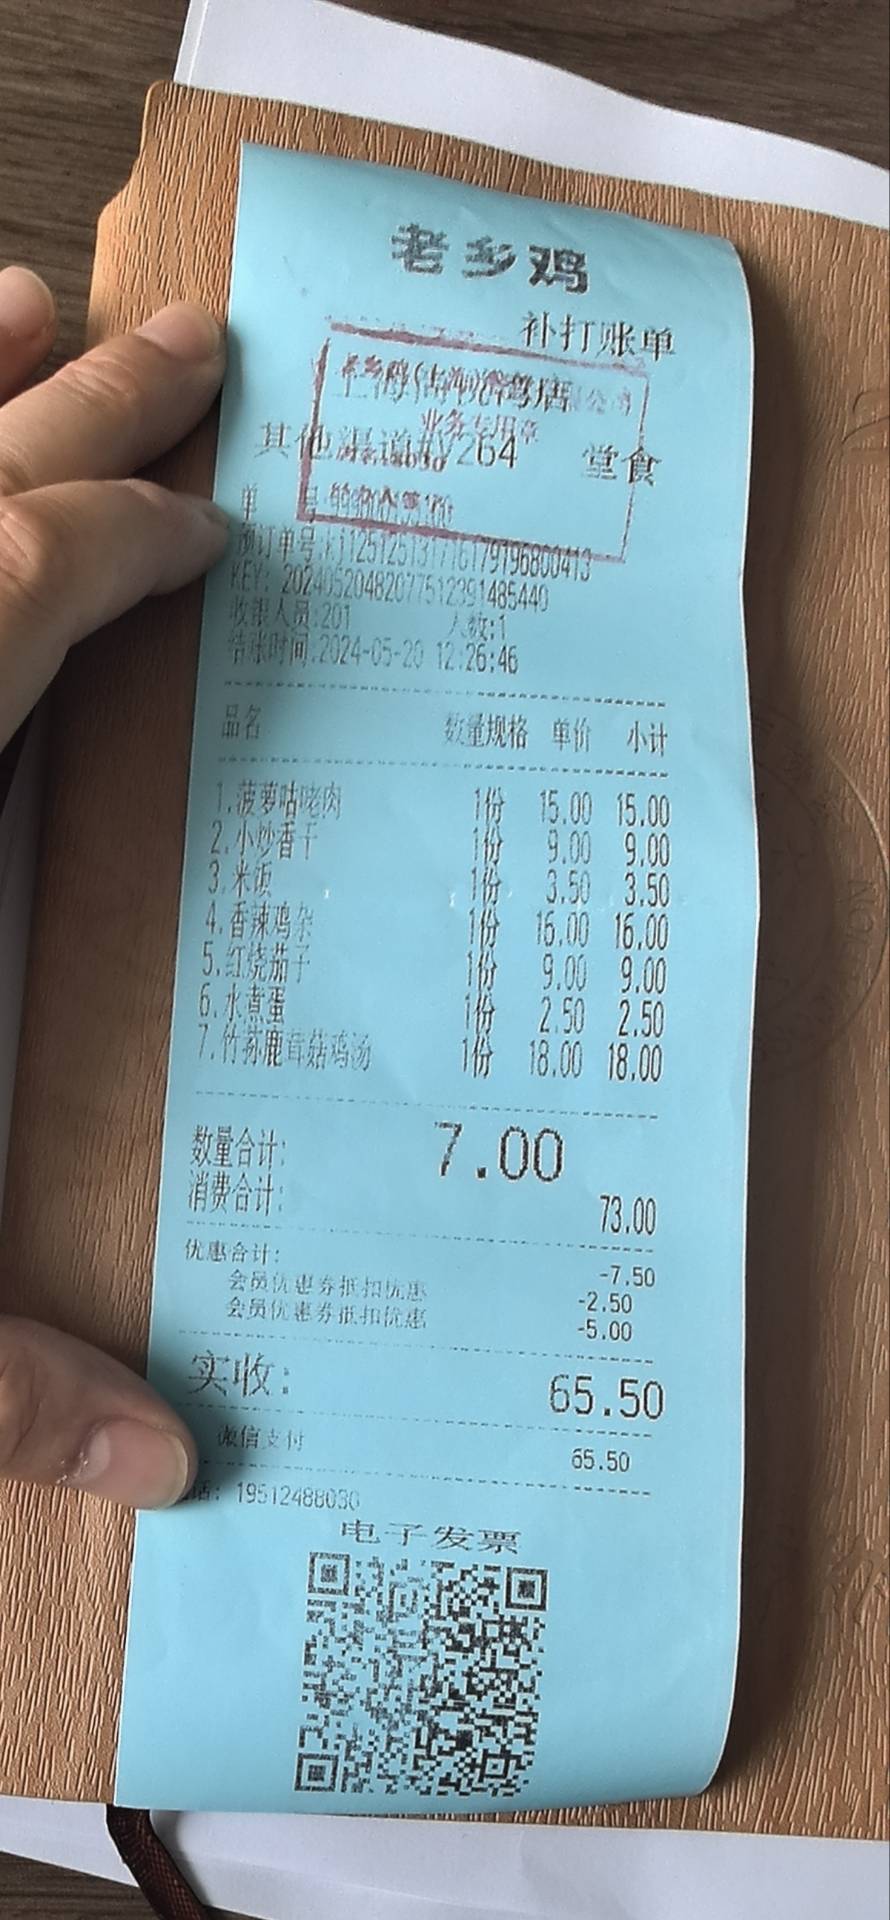 老乡鸡
补打账单
业务专用章
其他渠道#V264 堂食
单 号:
预订单号:
KEY: 20240520482077512391485440
收银人员:201 人数:1
结账时间:2024-05-20 12:26:46
品名 数量规格 单价 小计
1.菠萝咕咾肉 1份 15.00 15.00
2.小炒香干 1份 9.00 9.00
3.米饭 1份 3.50 3.50
4.香辣鸡杂 1份 16.00 16.00
5.红烧茄子 1份 9.00 9.00
6.水煮蛋 1份 2.50 2.50
7.竹荪鹿茸菇鸡汤 1份 18.00 18.00
数量合计: 7.00
消费合计: 73.00
优惠合计: -7.50
会员优惠券抵扣优惠 -2.50
会员优惠券抵扣优惠 -5.00
实收: 65.50
微信支付 65.50
话: 19512488030
电子发票